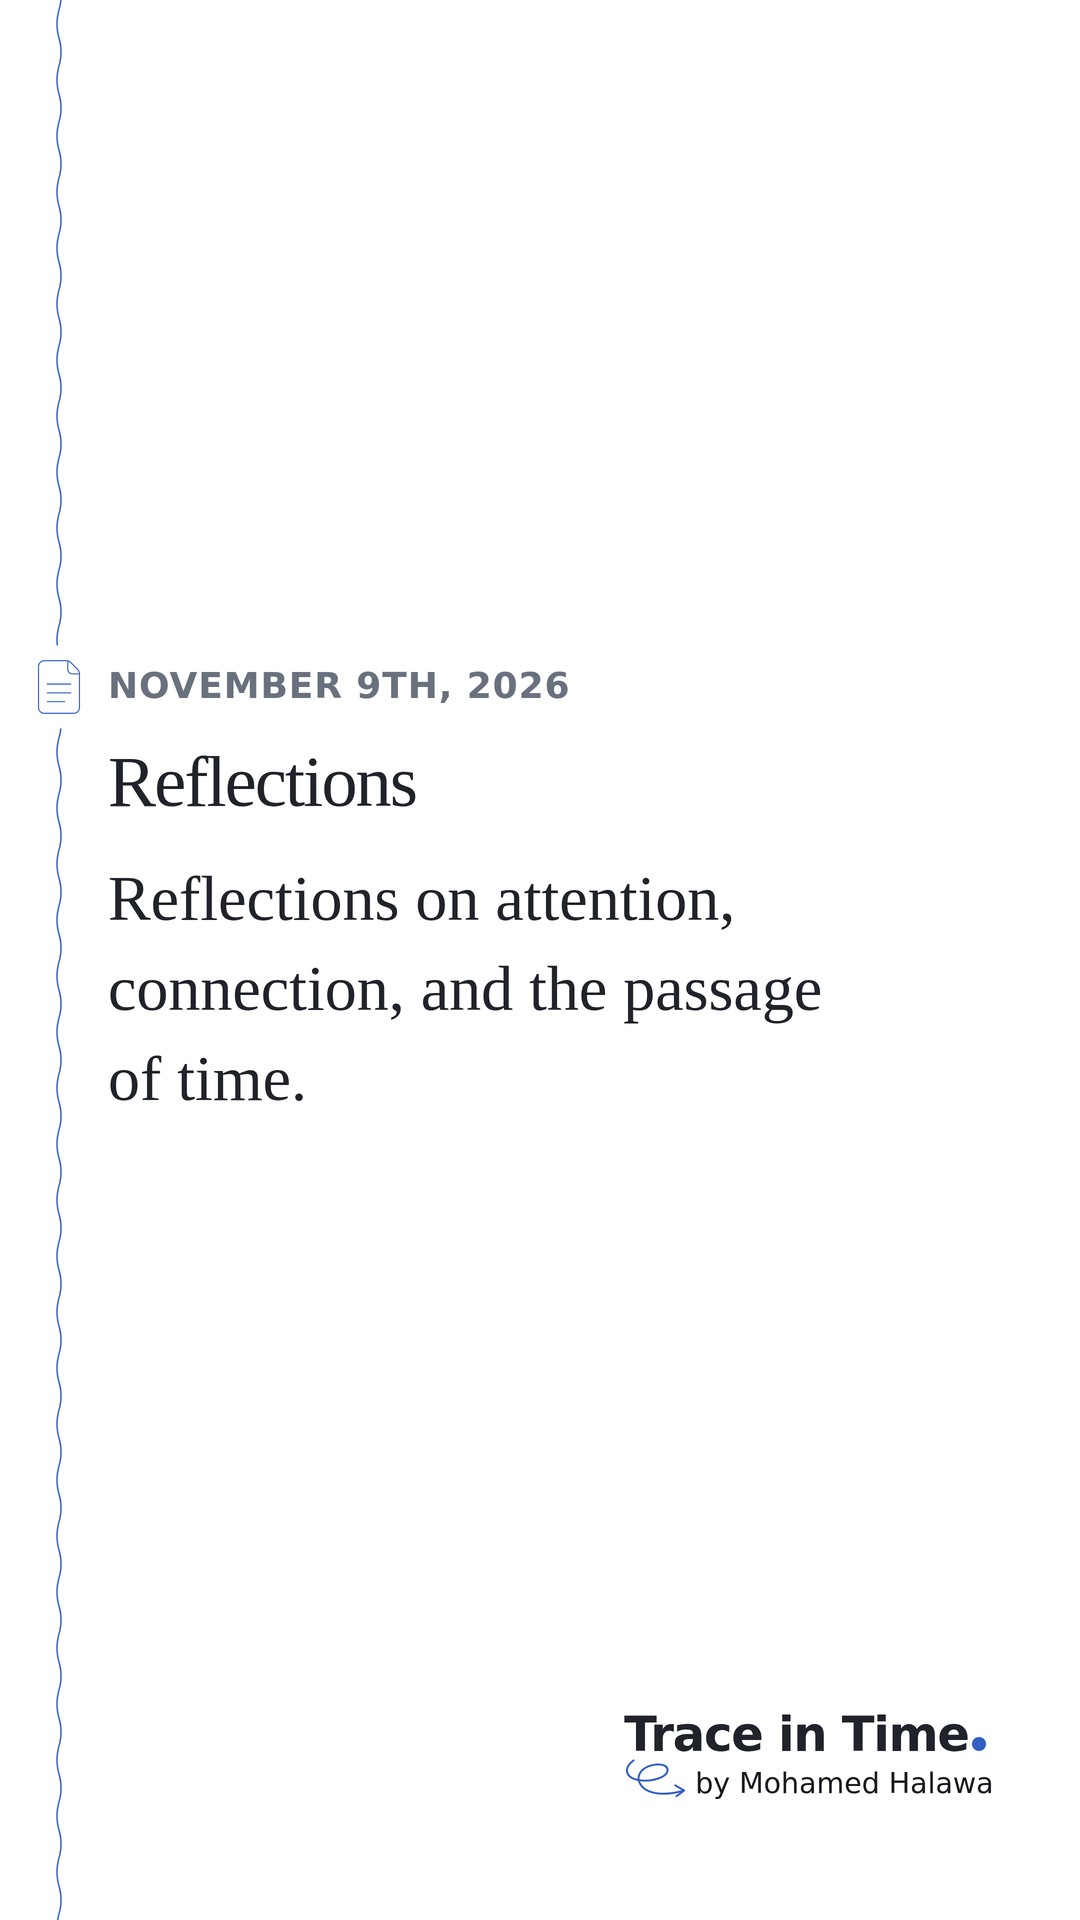 NOVEMBER 9TH, 2026
Reflections
Reflections on attention,
connection, and the passage
of time.
Trace in Time.
by Mohamed Halawa